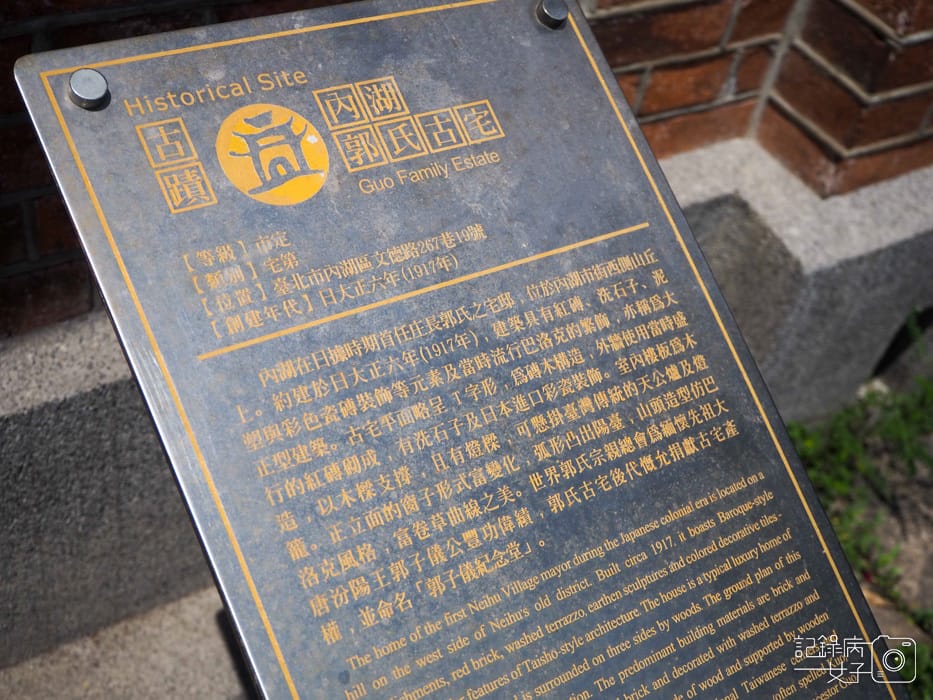 Historical Site
古蹟
內湖
郭氏古宅
Guo Family Estate
【等級】市定
【類別】宅第
【位置】臺北市內湖區文德路267巷19號
【創建年代】日大正六年(1917年)
內湖在日據時期首任庄長郭氏之宅邸，位於內湖市街西側山丘
上。約建於日大正六年(1917年)，建築具有紅磚、洗石子、泥
塑與彩色瓷磚裝飾等元素及當時流行巴洛克的繁飾，亦稱為大
正型建築。古宅平面略呈T字形，為磚木構造，外牆使用當時盛
行的紅磚砌成，有洗石子及日本進口彩瓷裝飾。室內樓板為木
造，以木樑支撐，且有燈樑，可懸掛臺灣傳統的天公爐及燈
籠。正立面的窗子形式富變化，弧形凸出陽臺，山頭造型仿巴
洛克風格，富卷草曲線之美。世界郭氏宗親總會為緬懷先祖大
唐汾陽王郭子儀公豐功偉績，郭氏古宅後代慨允捐獻古宅產
權，並命名「郭子儀紀念堂」。
The home of the first Neihu Village mayor during the Japanese colonial era is located on a
hill on the west side of Neihu's old district. Built circa 1917, it boasts Baroque-style
red brick, washed terrazzo, earthen sculptures and colored decorative tiles-
features of Taisho-style architecture. The house is a typical luxury home of
is surrounded on three sides by woods. The ground plan of this
The predominant building materials are brick and
brick and decorated with washed terrazzo and
of wood and supported by wooden
Taiwanese
記錄病
女子